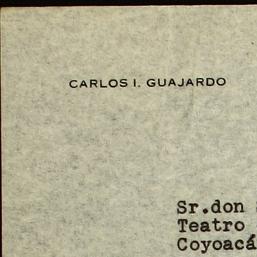 CARLOS I. GUAJARDO
Sr.don
Teatro
Coyoacá